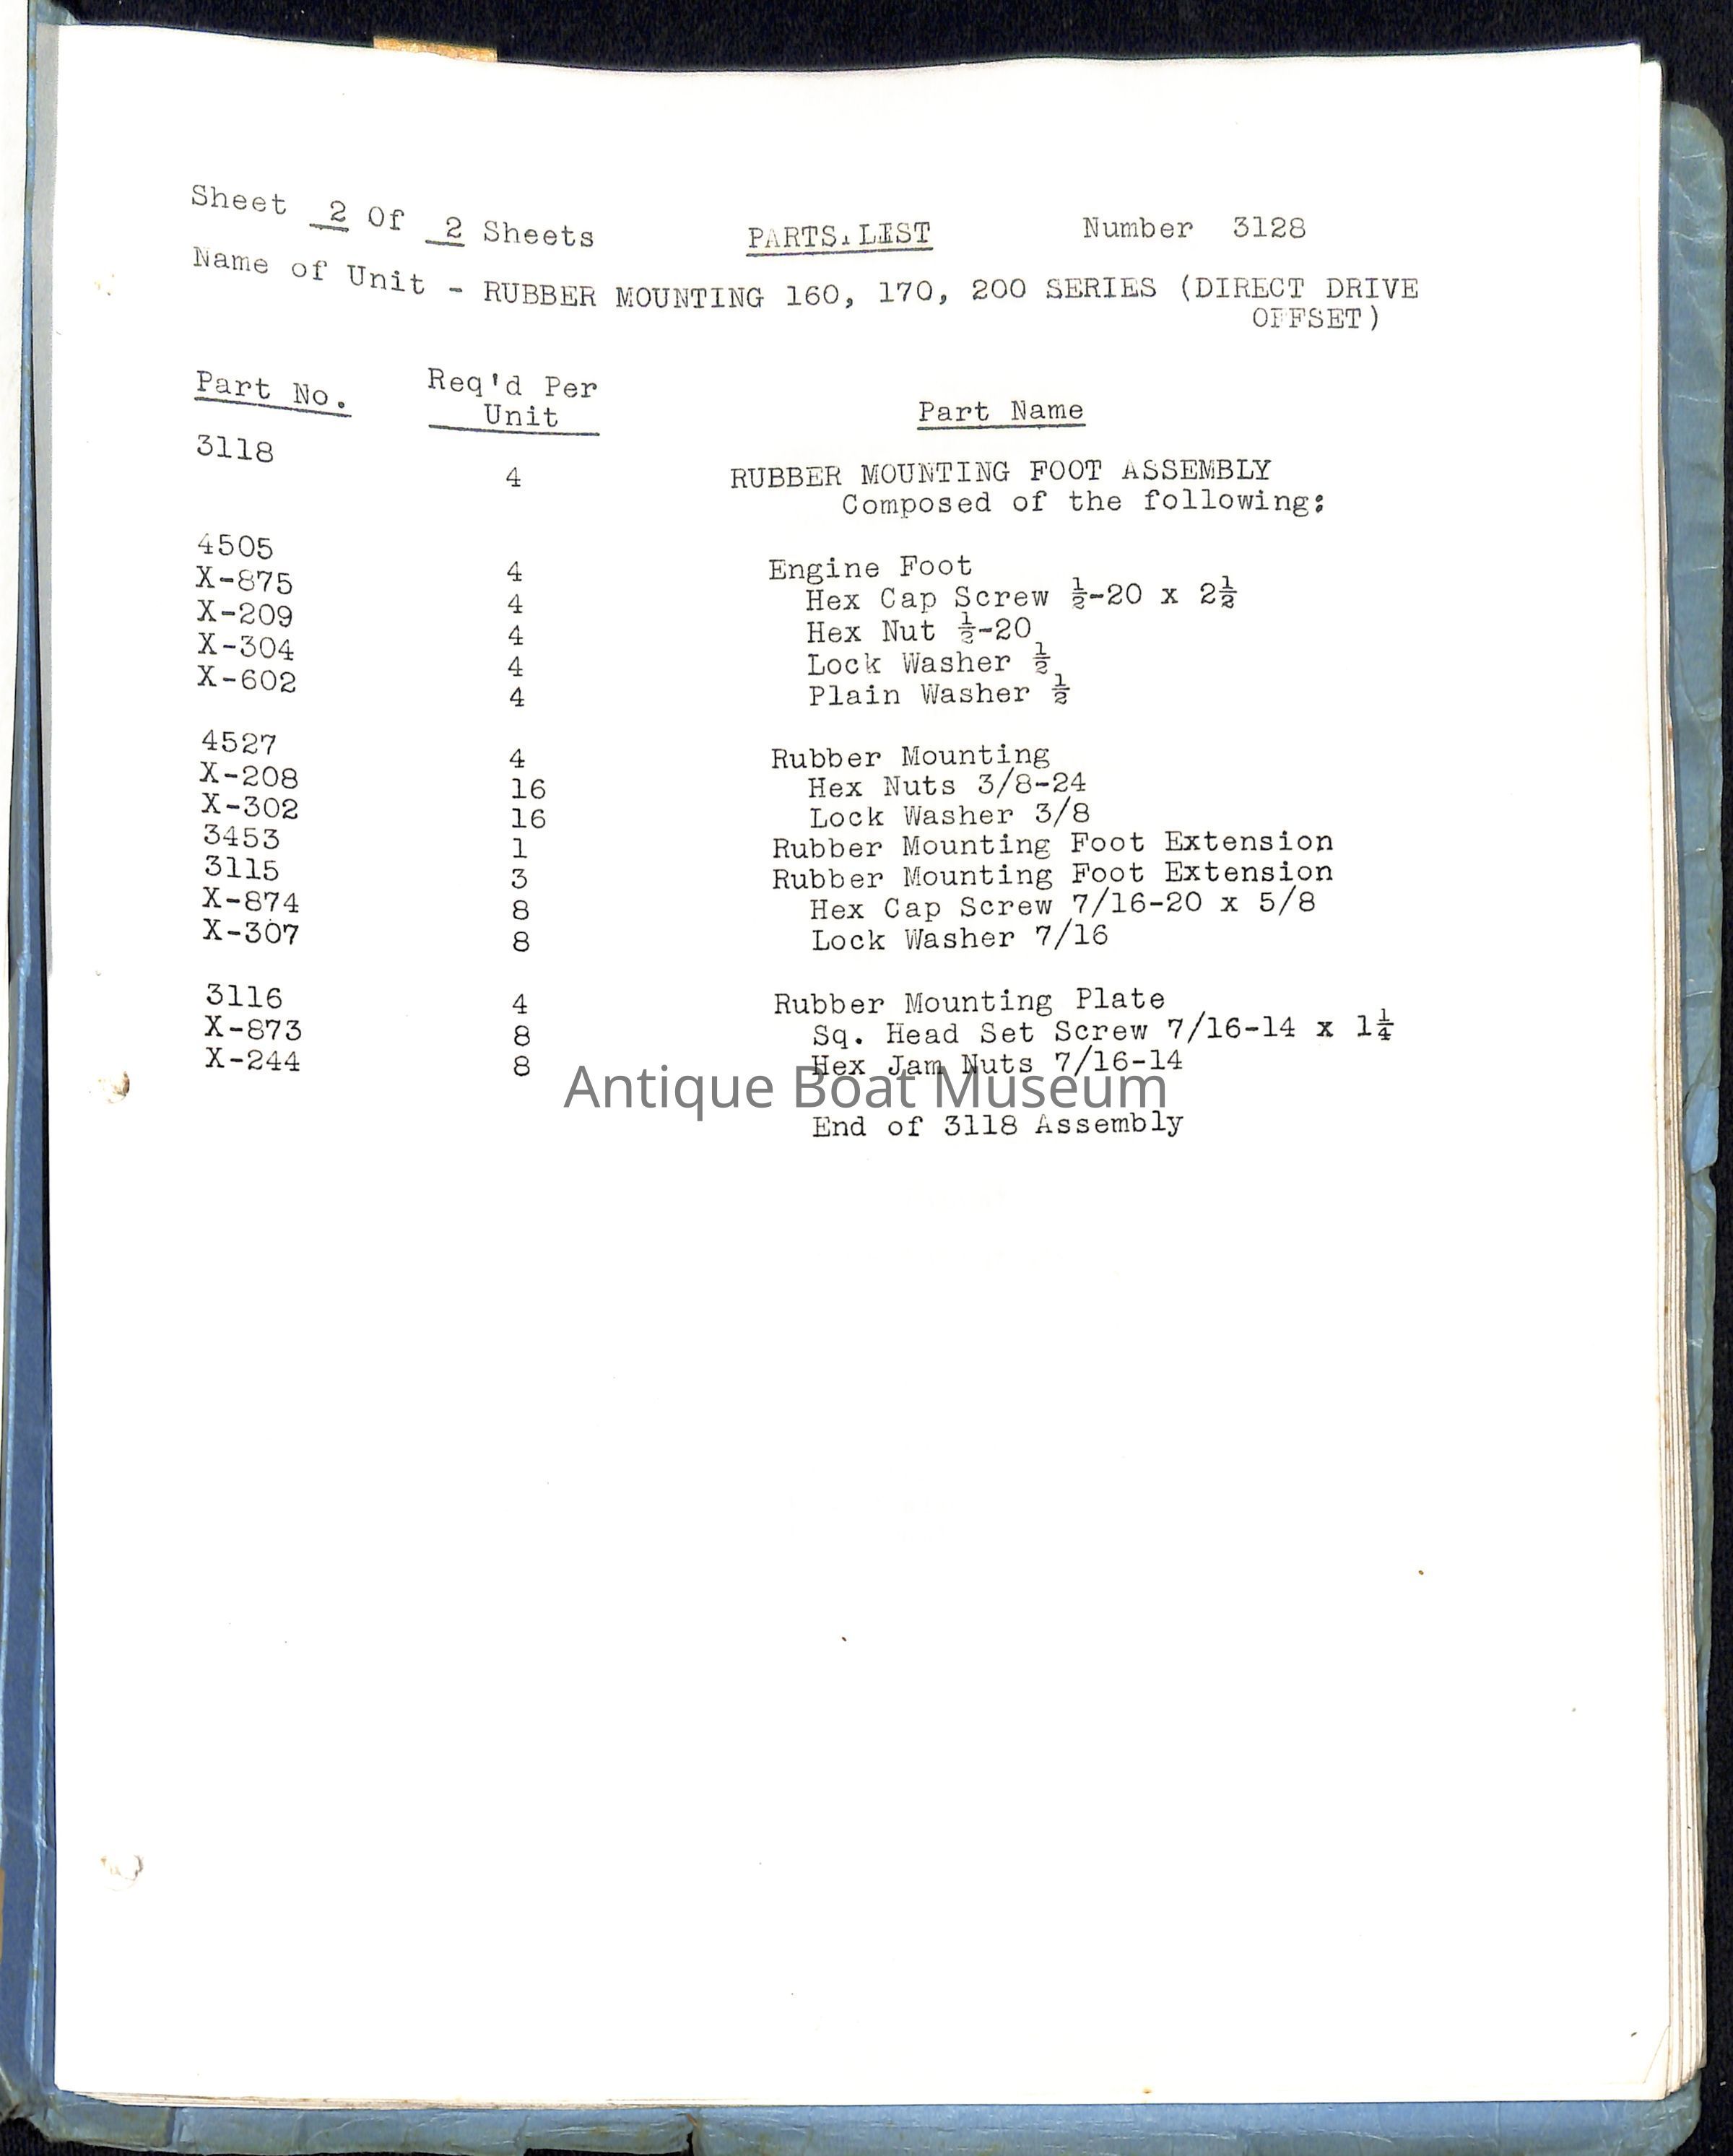 Sheet 2 Of 2 Sheets PARTS LIST Number 3128
Name of Unit - RUBBER MOUNTING 160, 170, 200 SERIES (DIRECT DRIVE
OFFSET)
Part No. Req'd Per Unit Part Name
3118 4 RUBBER MOUNTING FOOT ASSEMBLY
Composed of the following:
4505 4 Engine Foot
X-875 4 Hex Cap Screw ½-20 x 2½
X-209 4 Hex Nut ½-20
X-304 4 Lock Washer ½
X-602 4 Plain Washer ½
4527 4 Rubber Mounting
X-208 16 Hex Nuts 3/8-24
X-302 16 Lock Washer 3/8
3453 1 Rubber Mounting Foot Extension
3115 3 Rubber Mounting Foot Extension
X-874 8 Hex Cap Screw 7/16-20 x 5/8
X-307 8 Lock Washer 7/16
3116 4 Rubber Mounting Plate
X-873 8 Sq. Head Set Screw 7/16-14 x 1¼
X-244 8 Hex Jam Nuts 7/16-14
Antique Boat Museum
End of 3118 Assembly